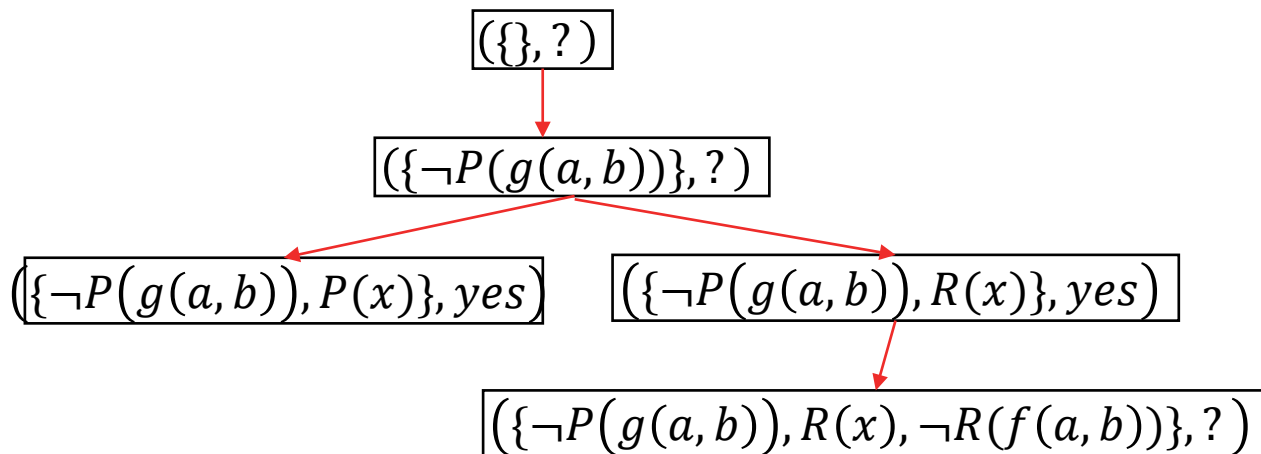 ({}, ? )
({¬P(g(a, b))}, ? )
({¬P(g(a, b)), P(x)}, yes)
({¬P(g(a, b)), R(x)}, yes)
({¬P(g(a, b)), R(x), ¬R(f(a, b))}, ? )